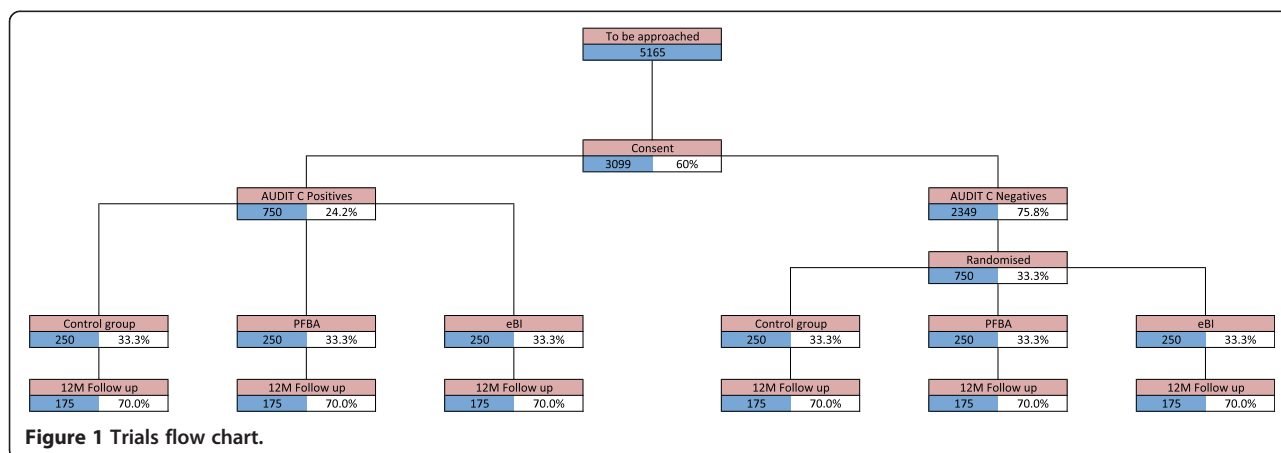 To be approached
5165
Consent
3099 60%
AUDIT C Positives AUDIT C Negatives
750 24.2% 2349 75.8%
Randomised
750 33.3%
Control group PFBA eBI Control group PFBA eBI
250 33.3% 250 33.3% 250 33.3% 250 33.3% 250 33.3% 250 33.3%
12M Follow up 12M Follow up 12M Follow up 12M Follow up 12M Follow up 12M Follow up
175 70.0% 175 70.0% 175 70.0% 175 70.0% 175 70.0% 175 70.0%
Figure 1 Trials flow chart.